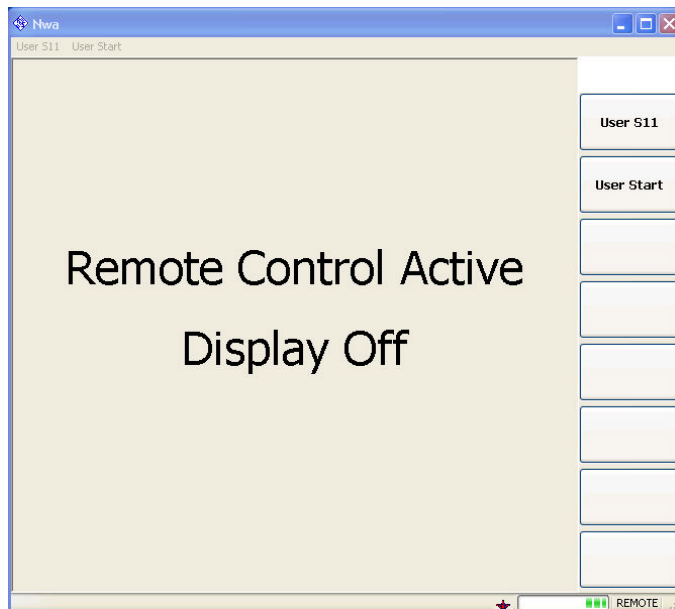 Nwa
User S11 User Start
User S11
User Start
Remote Control Active
Display Off
REMOTE